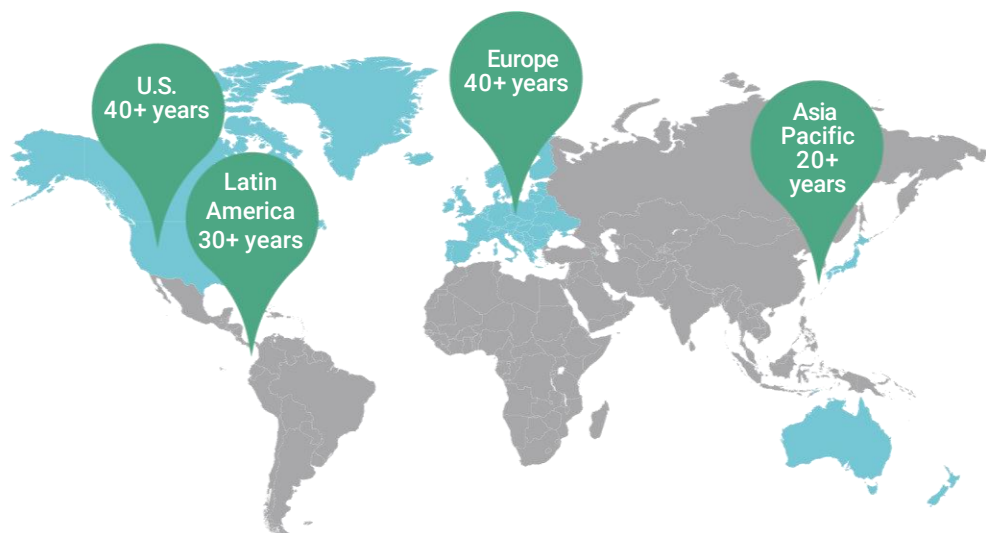 U.S.
40+ years
Latin
America
30+ years
Europe
40+ years
Asia
Pacific
20+
years